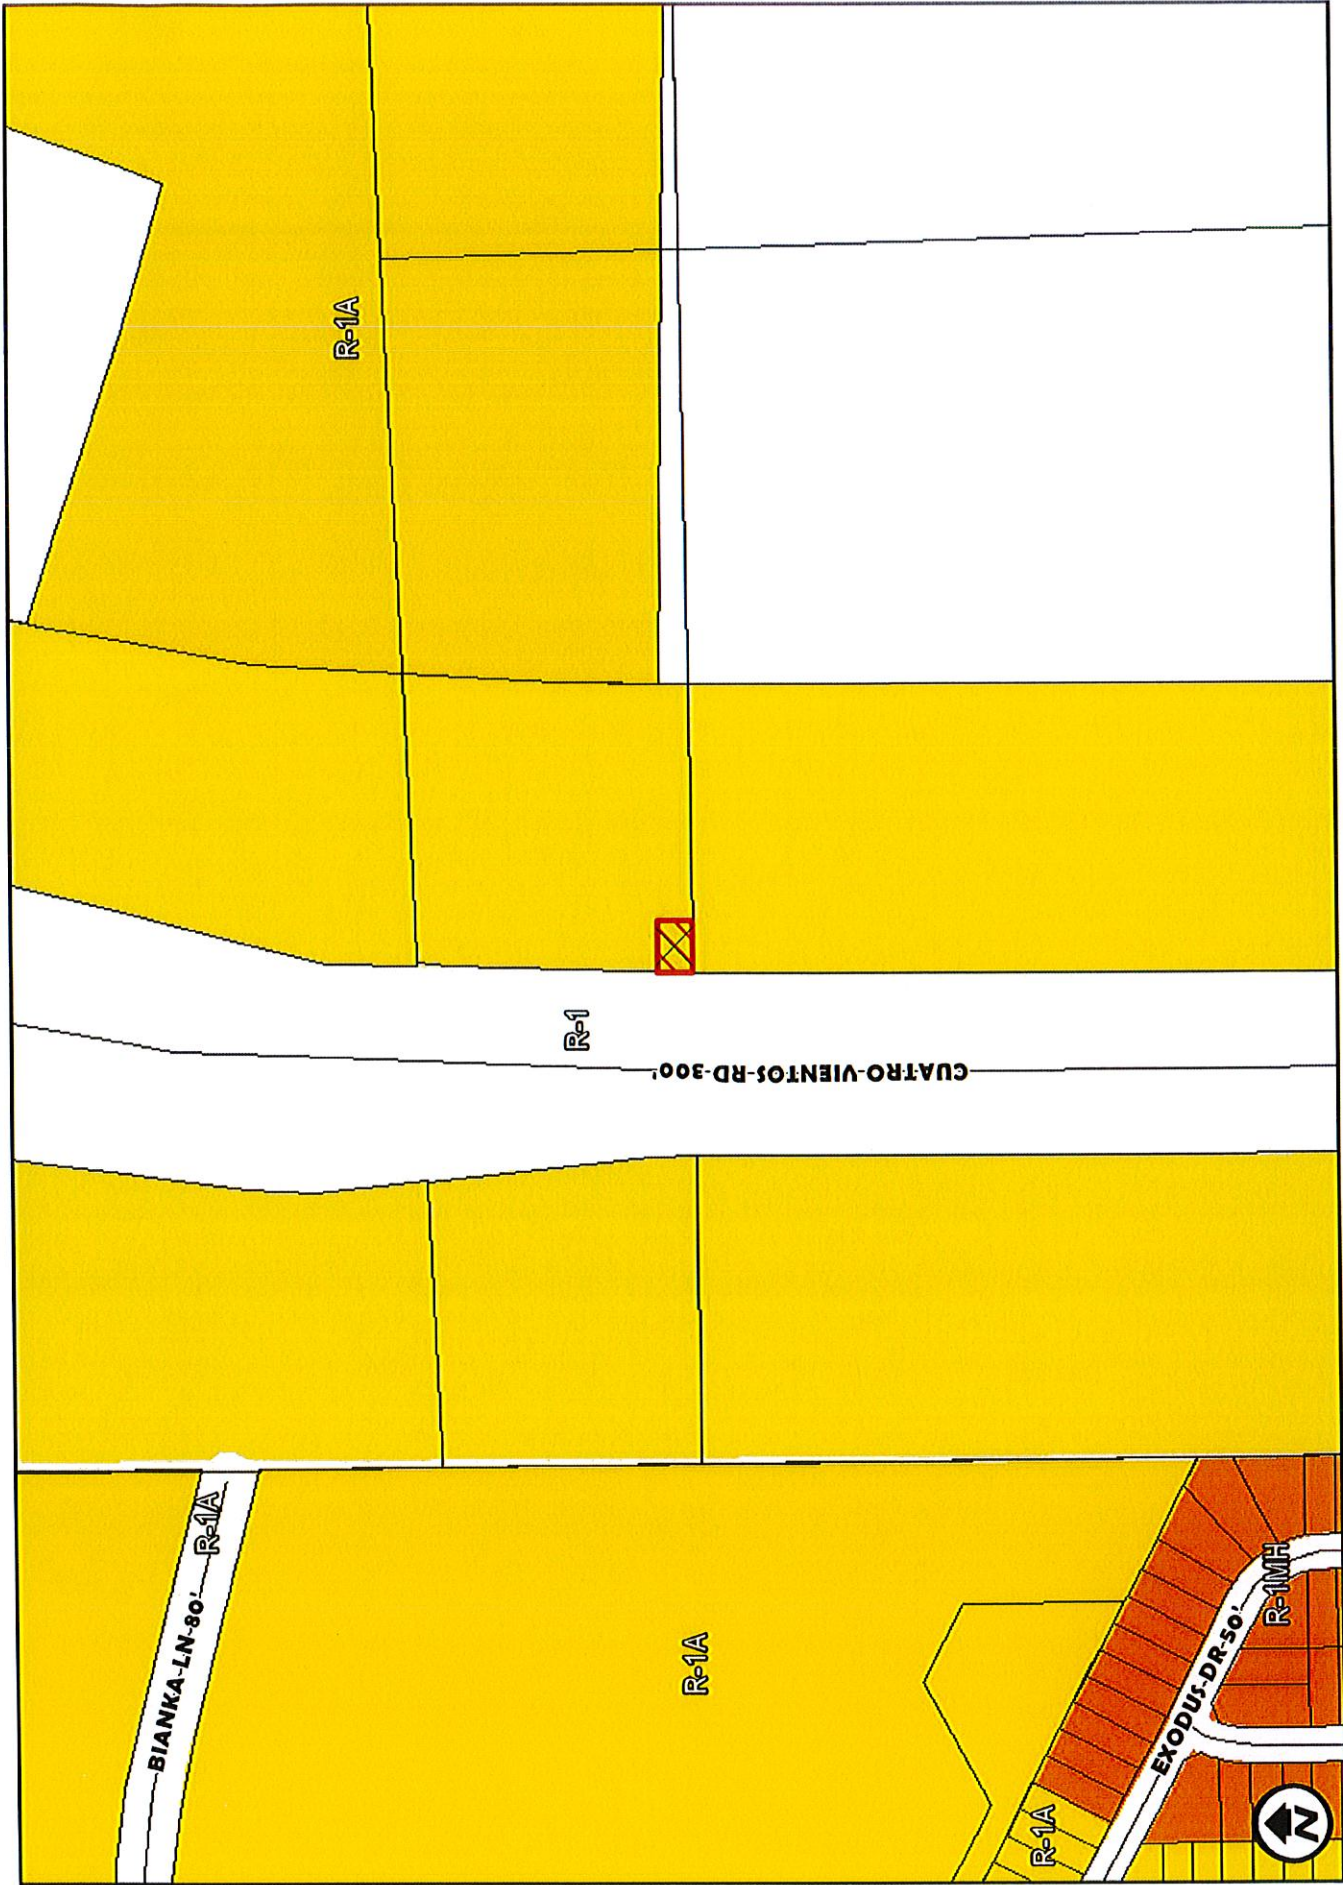 R-1A
R-1
CUATRO-VIENTOS-RD-300'
R-1A
BIANKA-LN-80'
R-1A
R-1MH
EXODUS-DR-50'
R-1A
N